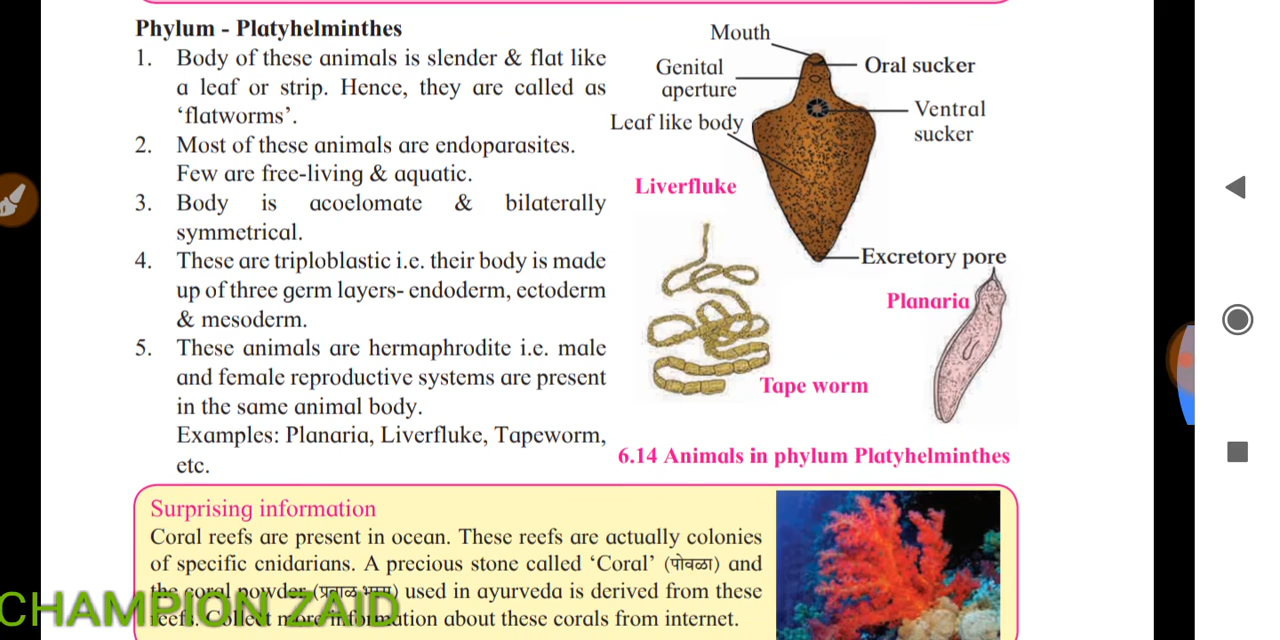 Phylum - Platyhelminthes
1. Body of these animals is slender & flat like
a leaf or strip. Hence, they are called as
‘flatworms’.
2. Most of these animals are endoparasites.
Few are free-living & aquatic.
3. Body is acoelomate & bilaterally
symmetrical.
4. These are triploblastic i.e. their body is made
up of three germ layers- endoderm, ectoderm
& mesoderm.
5. These animals are hermaphrodite i.e. male
and female reproductive systems are present
in the same animal body.
Examples: Planaria, Liverfluke, Tapeworm,
etc.
Mouth
Genital
aperture
Leaf like body
Oral sucker
Ventral
sucker
Liverfluke
Excretory pore
Planaria
Tape worm
6.14 Animals in phylum Platyhelminthes
Surprising information
Coral reefs are present in ocean. These reefs are actually colonies
of specific cnidarians. A precious stone called ‘Coral’ (पोवळा) and
the coral powder (प्रवाळ भस्म) used in ayurveda is derived from these
reefs. Collect more information about these corals from internet.
CHAMPION ZAID